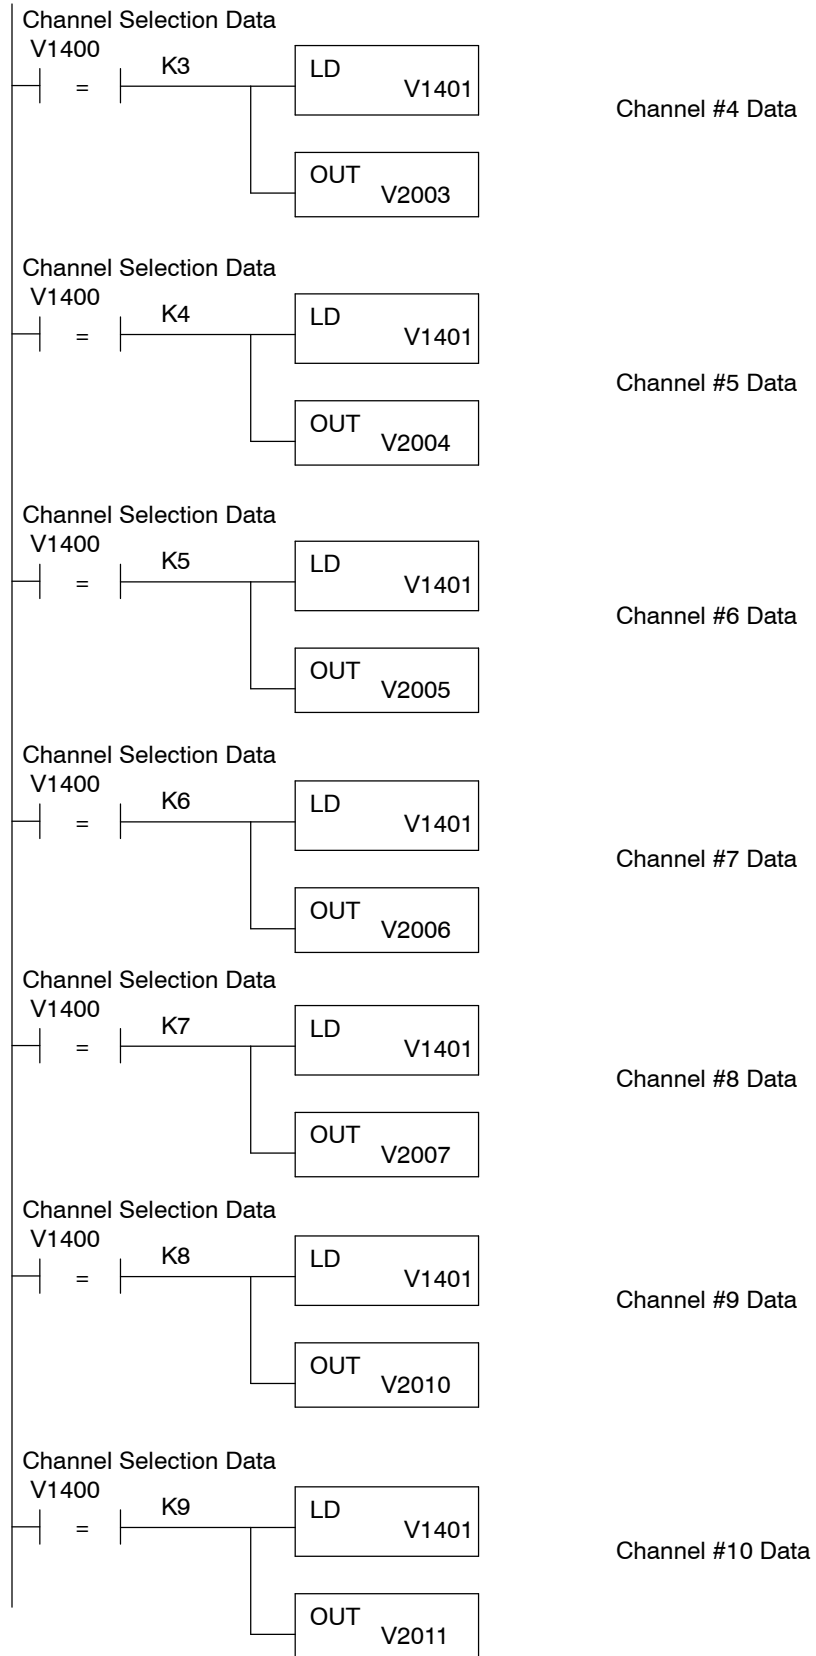 Channel Selection Data
V1400
=
K3
LD
V1401
Channel #4 Data
OUT
V2003
Channel Selection Data
V1400
=
K4
LD
V1401
Channel #5 Data
OUT
V2004
Channel Selection Data
V1400
=
K5
LD
V1401
Channel #6 Data
OUT
V2005
Channel Selection Data
V1400
=
K6
LD
V1401
Channel #7 Data
OUT
V2006
Channel Selection Data
V1400
=
K7
LD
V1401
Channel #8 Data
OUT
V2007
Channel Selection Data
V1400
=
K8
LD
V1401
Channel #9 Data
OUT
V2010
Channel Selection Data
V1400
=
K9
LD
V1401
Channel #10 Data
OUT
V2011